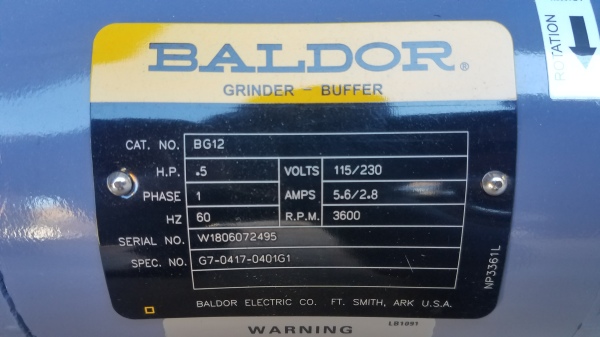 BALDOR®
GRINDER - BUFFER
CAT. NO. BG12
H.P. .5 VOLTS 115/230
PHASE 1 AMPS 5.6/2.8
HZ 60 R.P.M. 3600
SERIAL NO. W1806072495
SPEC. NO. G7-0417-0401G1
NP3361L
BALDOR ELECTRIC CO. FT. SMITH, ARK U.S.A.
WARNING
LB1091
ROTATION